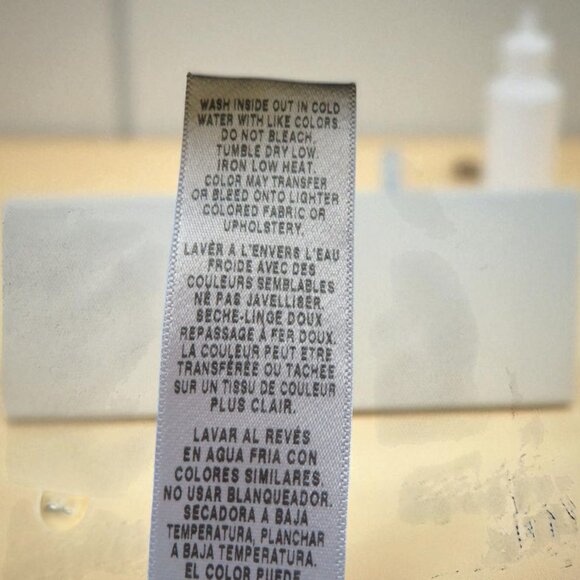 WASH INSIDE OUT IN COLD
WATER WITH LIKE COLORS.
DO NOT BLEACH.
TUMBLE DRY LOW.
IRON LOW HEAT.
COLOR MAY TRANSFER
OR BLEED ONTO LIGHTER
COLORED FABRIC OR
UPHOLSTERY.
LAVER A L'ENVERS L'EAU
FROIDE AVEC DES
COULEURS SEMBLABLES
NE PAS JAVELLISER.
SECHE-LINGE DOUX
REPASSAGE À FER DOUX.
LA COULEUR PEUT ETRE
TRANSFÉRÉE OU TACHÉE
SUR UN TISSU DE COULEUR
PLUS CLAIR.
LAVAR AL REVÉS
EN AGUA FRIA CON
COLORES SIMILARES.
NO USAR BLANQUEADOR.
SECADORA A BAJA
TEMPERATURA, PLANCHAR
A BAJA TEMPERATURA.
EL COLOR PUEDE